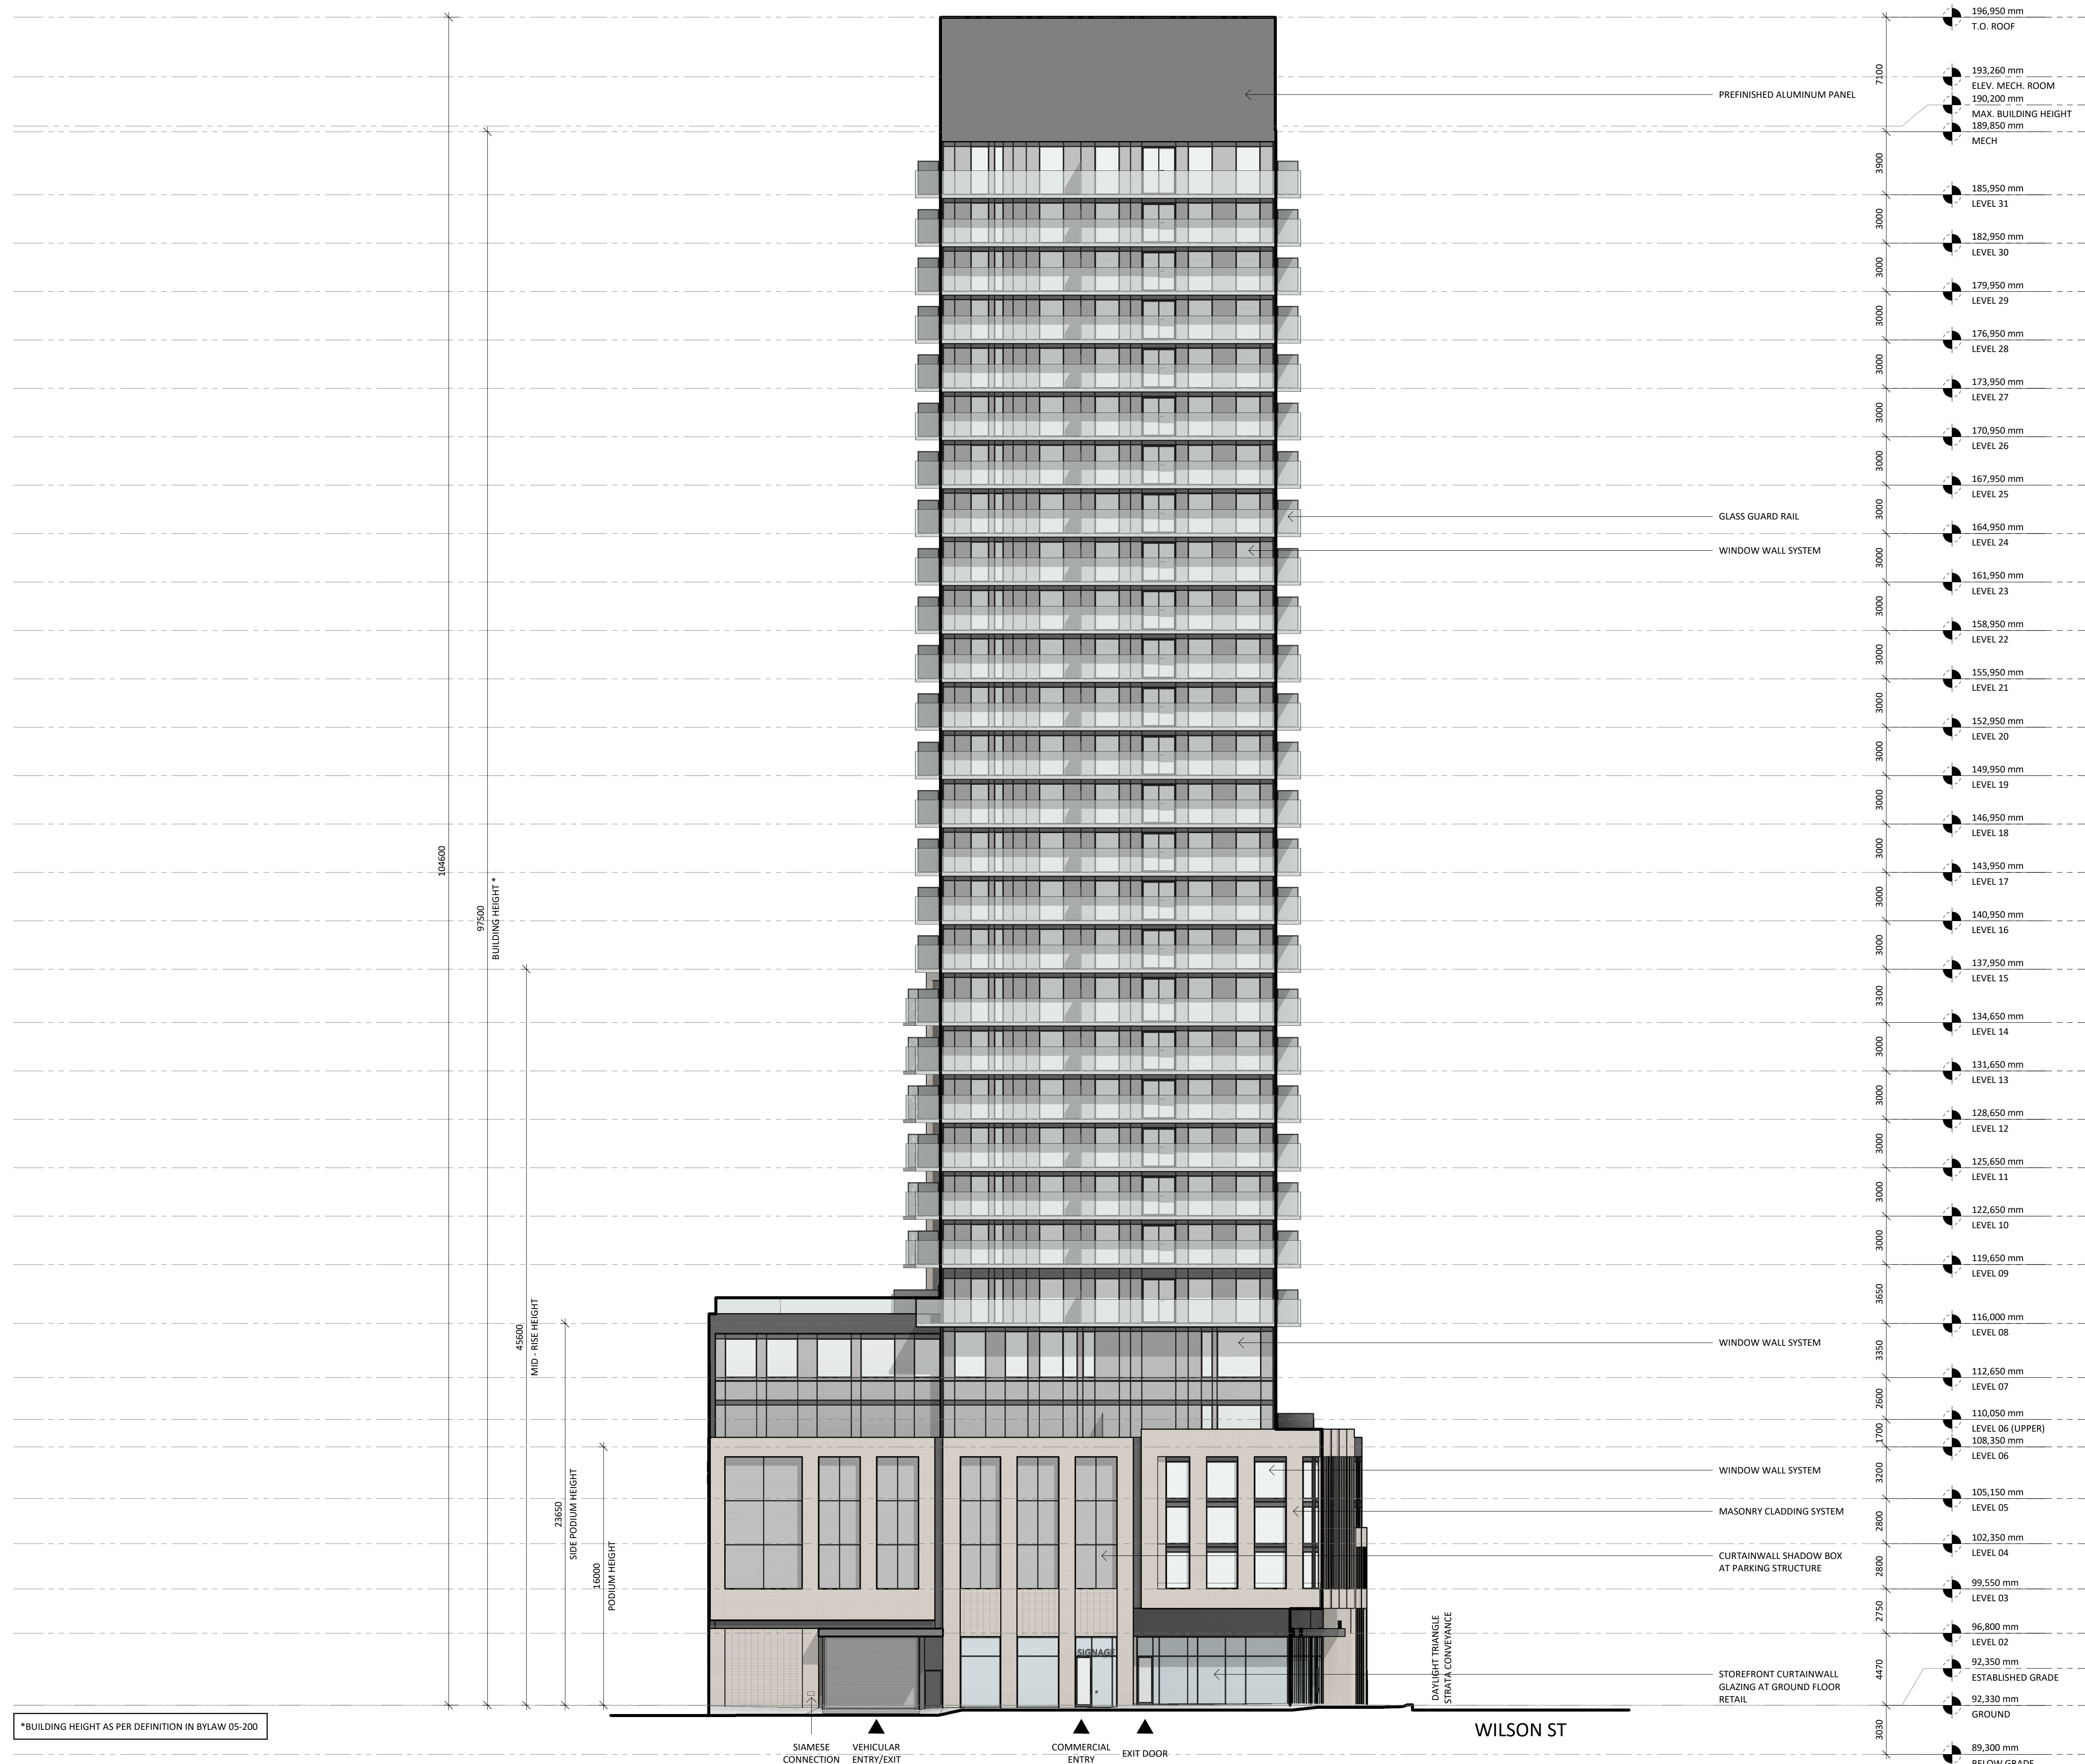 196,950 mm
T.O. ROOF
7100
193,260 mm
ELEV. MECH. ROOM
PREFINISHED ALUMINUM PANEL
190,200 mm
MAX. BUILDING HEIGHT
189,850 mm
MECH
3900
185,950 mm
LEVEL 31
3000
182,950 mm
LEVEL 30
3000
179,950 mm
LEVEL 29
3000
176,950 mm
LEVEL 28
3000
173,950 mm
LEVEL 27
3000
170,950 mm
LEVEL 26
3000
167,950 mm
LEVEL 25
3000
GLASS GUARD RAIL
164,950 mm
LEVEL 24
WINDOW WALL SYSTEM
3000
161,950 mm
LEVEL 23
3000
158,950 mm
LEVEL 22
3000
155,950 mm
LEVEL 21
3000
152,950 mm
LEVEL 20
3000
149,950 mm
LEVEL 19
3000
146,950 mm
LEVEL 18
3000
104600
143,950 mm
LEVEL 17
3000
97500
BUILDING HEIGHT *
140,950 mm
LEVEL 16
3000
137,950 mm
LEVEL 15
3300
134,650 mm
LEVEL 14
3000
131,650 mm
LEVEL 13
3000
128,650 mm
LEVEL 12
3000
125,650 mm
LEVEL 11
3000
122,650 mm
LEVEL 10
3000
119,650 mm
LEVEL 09
3650
116,000 mm
LEVEL 08
45600
MID - RISE HEIGHT
WINDOW WALL SYSTEM
3350
112,650 mm
LEVEL 07
2600
110,050 mm
LEVEL 06 (UPPER)
1700
108,350 mm
LEVEL 06
WINDOW WALL SYSTEM
3200
105,150 mm
LEVEL 05
23650
SIDE PODIUM HEIGHT
MASONRY CLADDING SYSTEM
2800
102,350 mm
LEVEL 04
CURTAINWALL SHADOW BOX
AT PARKING STRUCTURE
2800
16000
PODIUM HEIGHT
99,550 mm
LEVEL 03
2750
96,800 mm
LEVEL 02
SIGNAGE
DAYLIGHT TRIANGLE
STRATA CONVEYANCE
STOREFRONT CURTAINWALL
GLAZING AT GROUND FLOOR
RETAIL
4470
92,350 mm
ESTABLISHED GRADE
92,330 mm
GROUND
*BUILDING HEIGHT AS PER DEFINITION IN BYLAW 05-200
WILSON ST
3030
SIAMESE
CONNECTION
VEHICULAR
ENTRY/EXIT
COMMERCIAL
ENTRY
EXIT DOOR
89,300 mm
BELOW GRADE